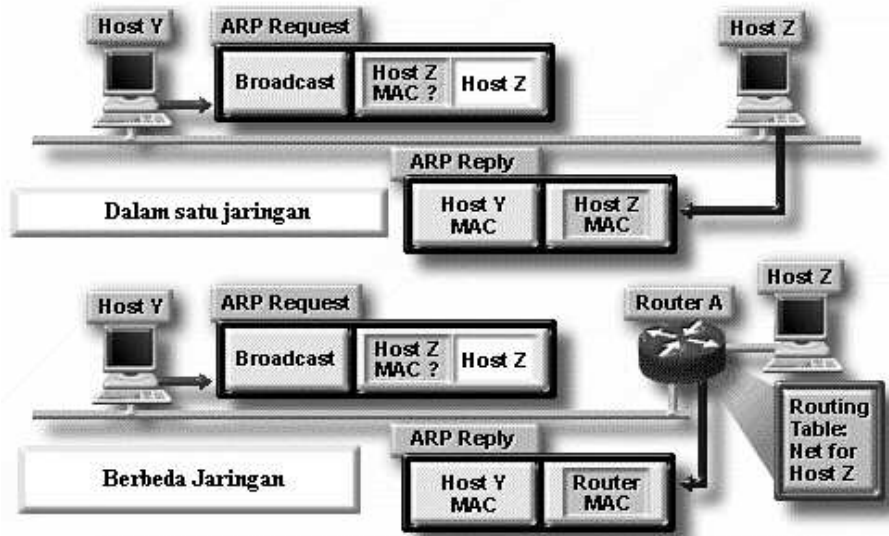 Host Y
ARP Request
Host Z
Broadcast
Host Z
MAC ?
Host Z
ARP Reply
Dalam satu jaringan
Host Y
MAC
Host Z
MAC
Host Y
ARP Request
Router A
Host Z
Broadcast
Host Z
MAC ?
Host Z
Routing
Table:
Net for
Host Z
ARP Reply
Berbeda Jaringan
Host Y
MAC
Router
MAC